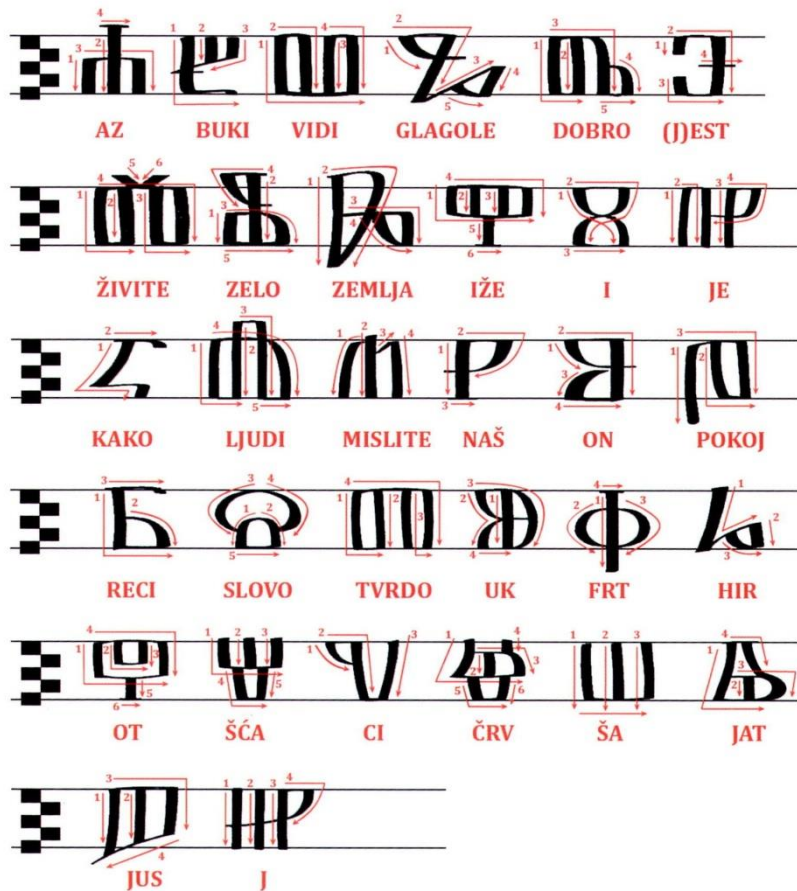 Ⰰ Ⰱ Ⰲ Ⰳ Ⰴ Ⰵ
AZ BUKI VIDI GLAGOLE DOBRO (J)EST
Ⰶ Ⰷ Ⰸ Ⰹ Ⰻ Ⰼ
ŽIVITE ZELO ZEMLJA IŽE I JE
Ⰽ Ⰾ Ⰿ Ⱀ Ⱁ Ⱂ
KAKO LJUDI MISLITE NAŠ ON POKOJ
Ⱃ Ⱄ Ⱅ Ⱆ Ⱇ Ⱈ
RECI SLOVO TVRDO UK FRT HIR
Ⱉ Ⱋ Ⱌ Ⱍ Ⱎ Ⱑ
OT ŠĆA CI ČRV ŠA JAT
Ⱓ
JUS J